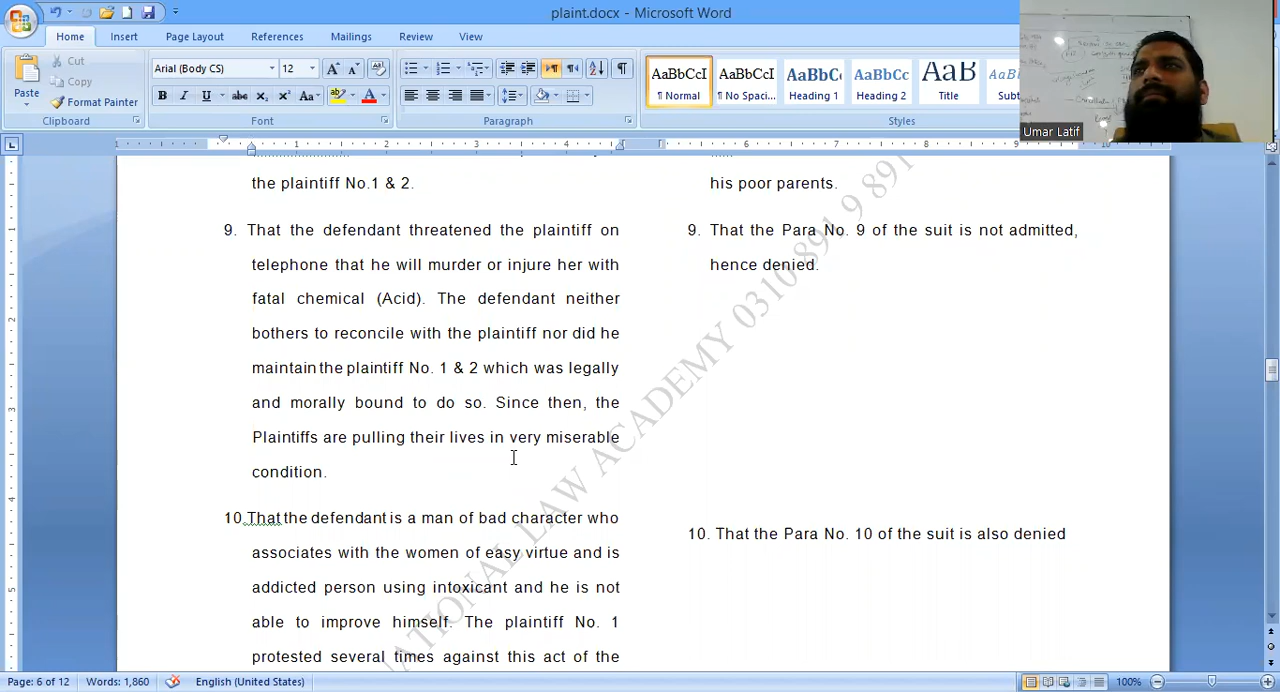 plaint.docx - Microsoft Word
Home Insert Page Layout References Mailings Review View
Cut
Copy
Format Painter
Paste
Clipboard
Arial (Body CS) 12
B I U abc X₂ X² Aa
Font
Paragraph
AaBbCcI AaBbCcI AaBbC AaBbCc AaB AaBbCc
¶ Normal ¶ No Spaci... Heading 1 Heading 2 Title Subt
Styles
Umar Latif
the plaintiff No.1 & 2.
9. That the defendant threatened the plaintiff on
telephone that he will murder or injure her with
fatal chemical (Acid). The defendant neither
bothers to reconcile with the plaintiff nor did he
maintain the plaintiff No. 1 & 2 which was legally
and morally bound to do so. Since then, the
Plaintiffs are pulling their lives in very miserable
condition.
10. That the defendant is a man of bad character who
associates with the women of easy virtue and is
addicted person using intoxicant and he is not
able to improve himself. The plaintiff No. 1
protested several times against this act of the
his poor parents.
9. That the Para No. 9 of the suit is not admitted,
hence denied.
10. That the Para No. 10 of the suit is also denied
ATIONAL LAW ACADEMY 0310 891 9 891
Page: 6 of 12 Words: 1,860 English (United States) 100%